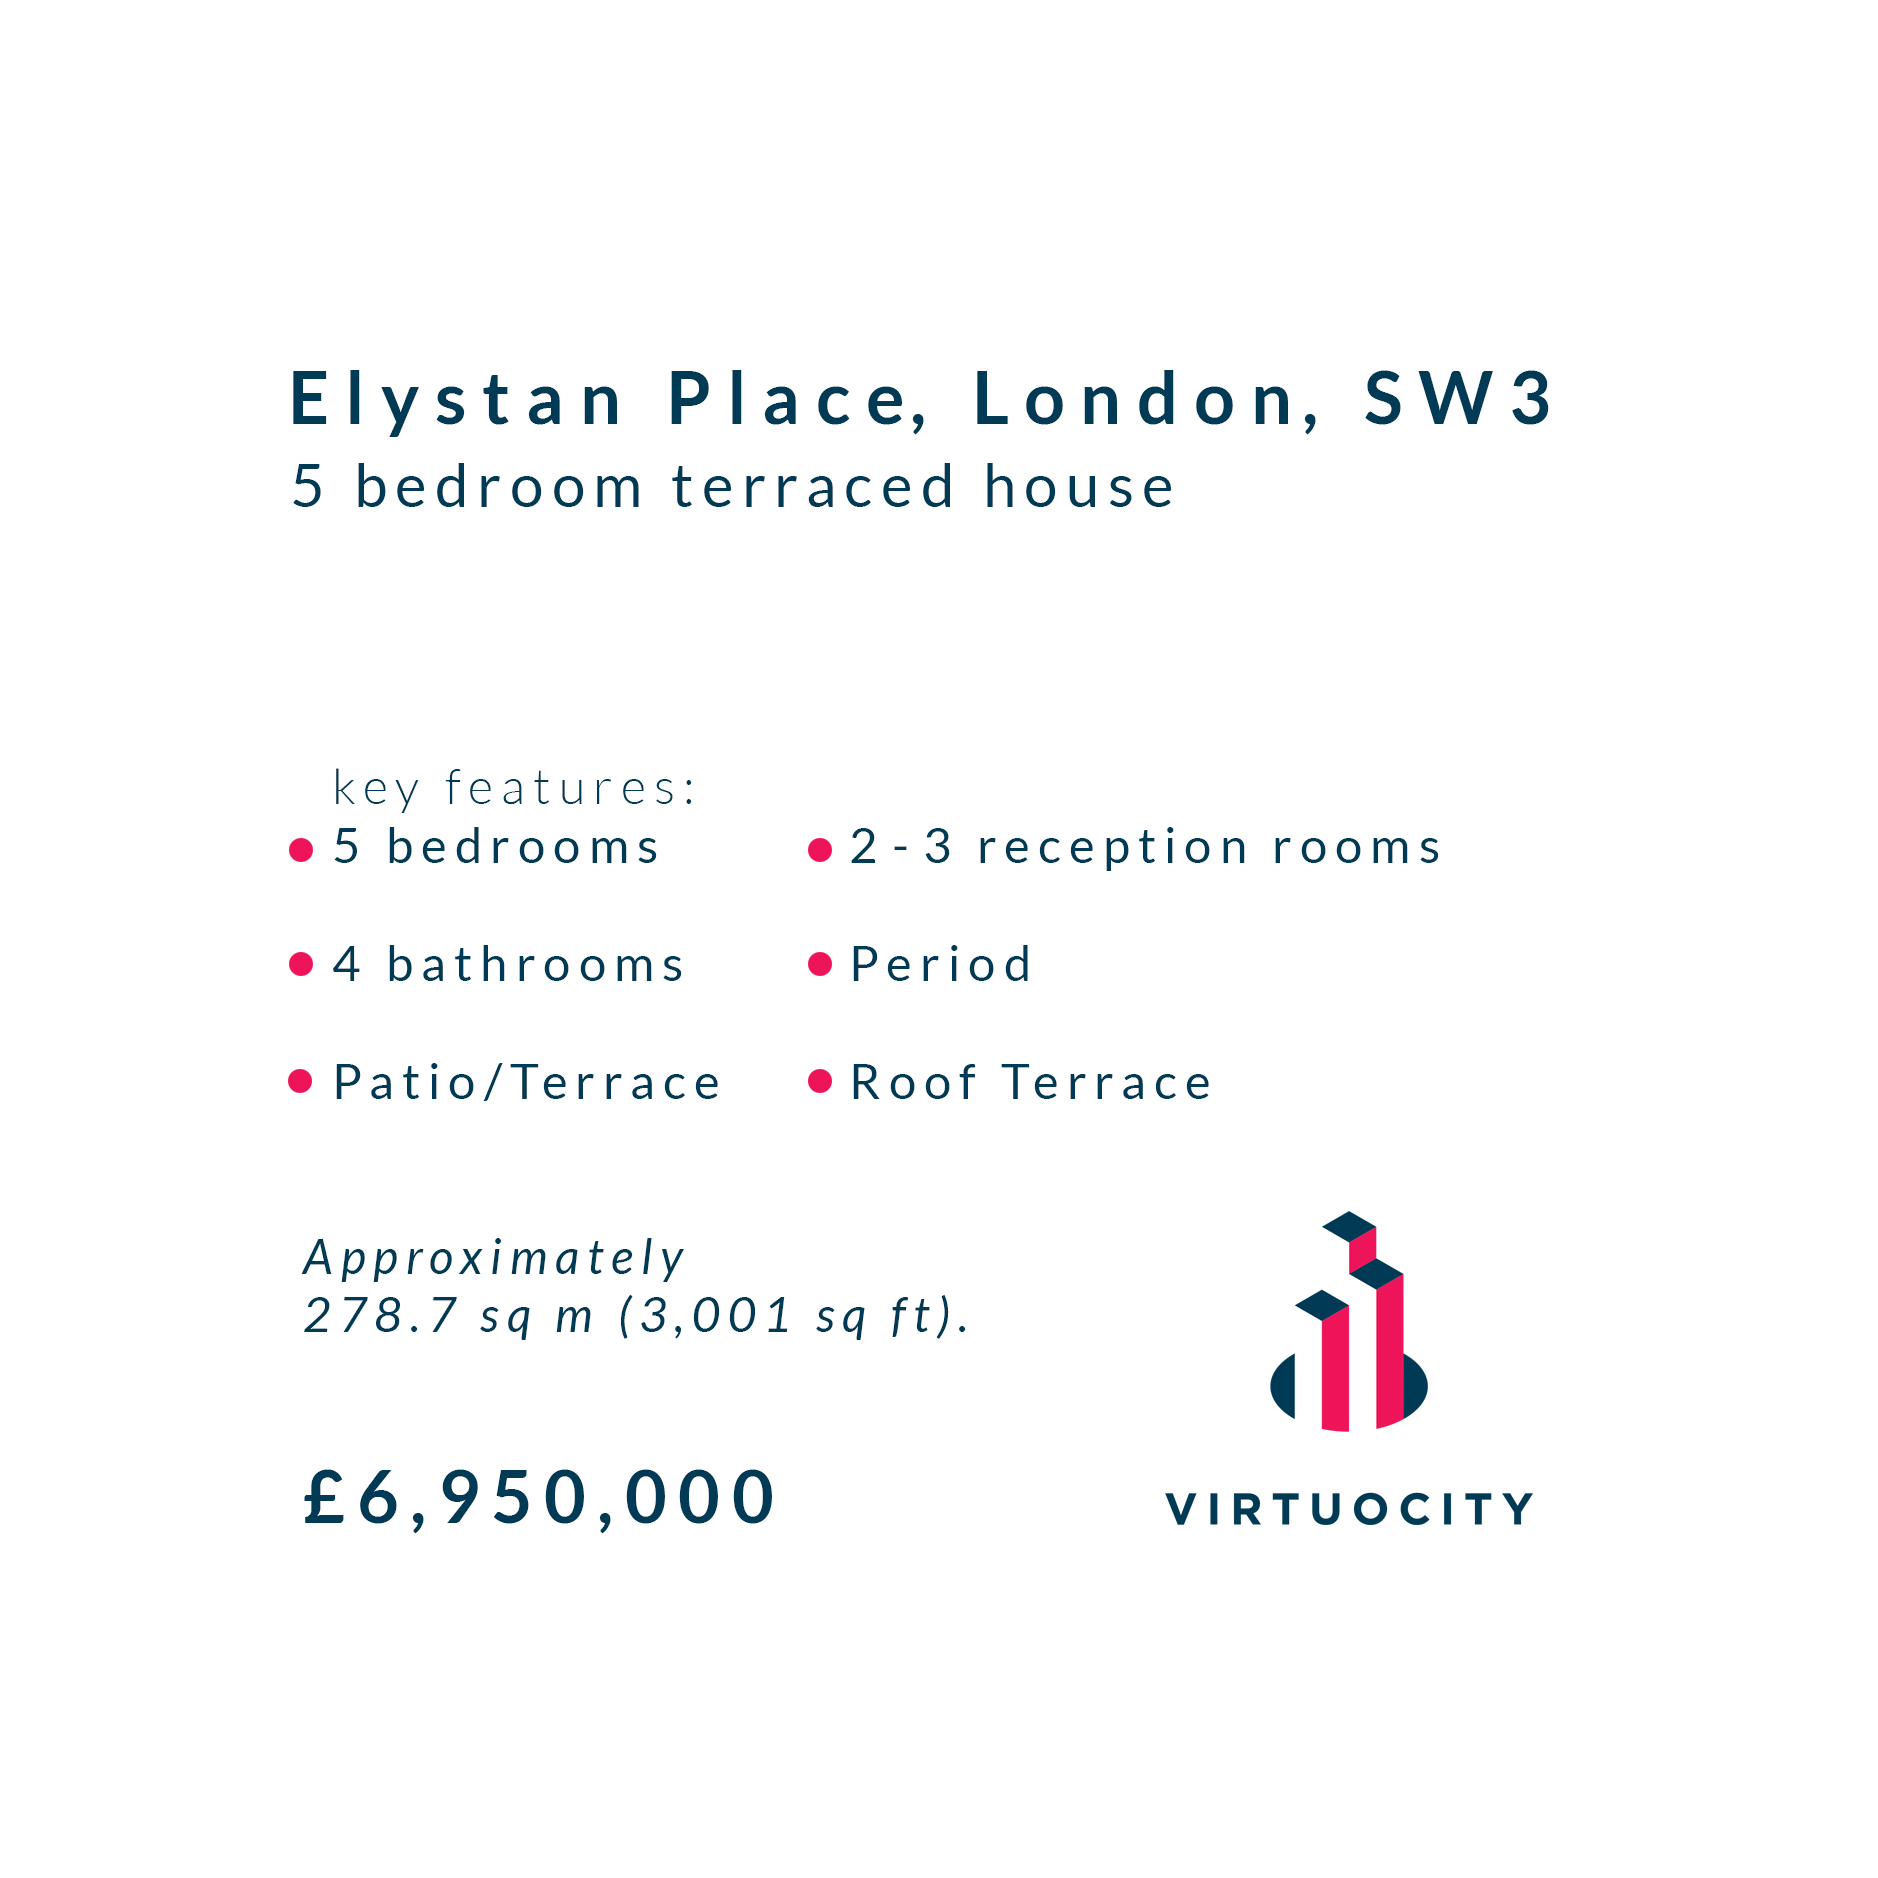 Elystan Place, London, SW3
5 bedroom terraced house
key features:
5 bedrooms
2-3 reception rooms
4 bathrooms
Period
Patio/Terrace
Roof Terrace
Approximately
278.7 sq m (3,001 sq ft).
£6,950,000
VIRTUOCITY